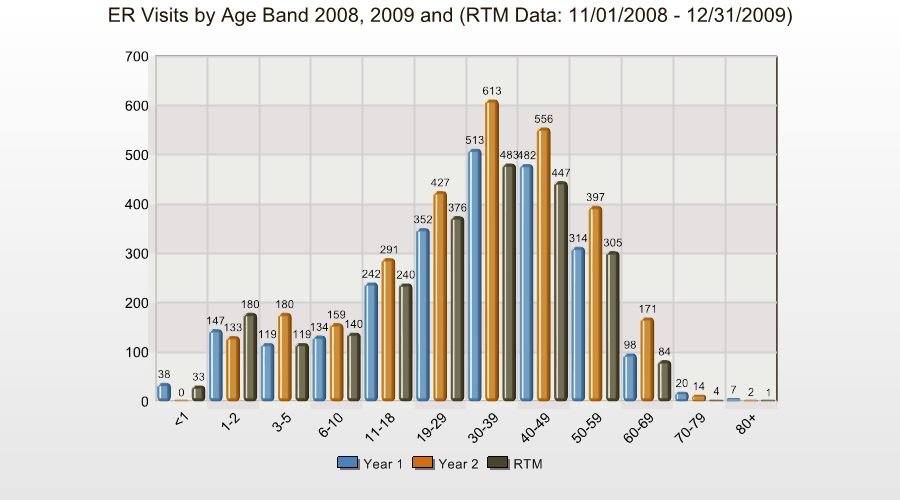 ER Visits by Age Band 2008, 2009 and (RTM Data: 11/01/2008 - 12/31/2009)
700
600
500
400
300
200
100
0
38 0 33
147 133 180
119 180 119
134 159 140
242 291 240
352 427 376
513 613 483
482 556 447
314 397 305
98 171 84
20 14 4
7 2 1
<1 1-2 3-5 6-10 11-18 19-29 30-39 40-49 50-59 60-69 70-79 80+
Year 1 Year 2 RTM